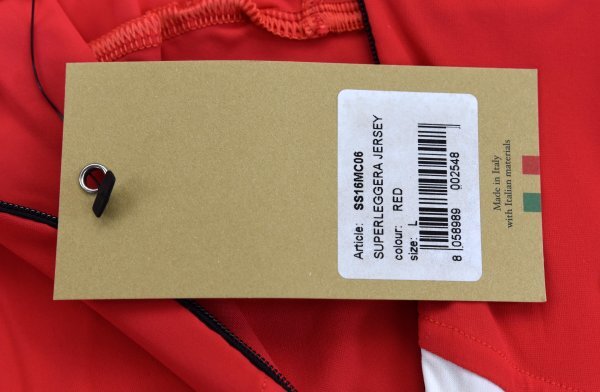 Article: SS16MC06
SUPERLEGGERA JERSEY
colour: RED
size: L
8 058989 002548
Made in Italy
with Italian materials